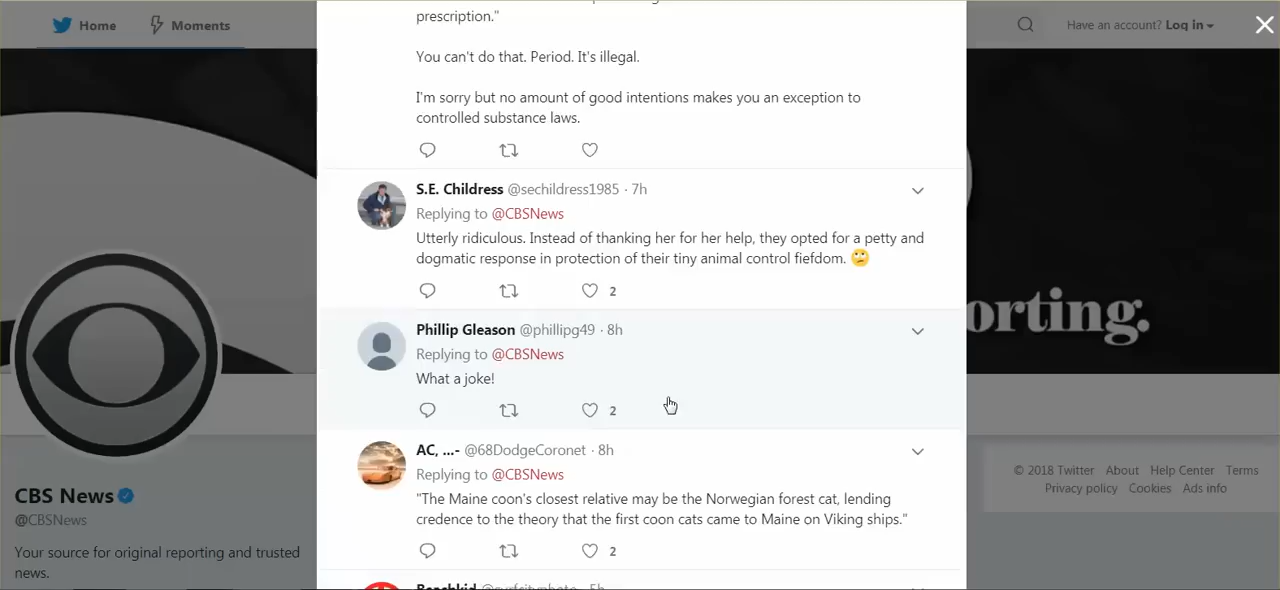 Home
Moments
Have an account? Log in
prescription."
You can't do that. Period. It's illegal.
I'm sorry but no amount of good intentions makes you an exception to
controlled substance laws.
S.E. Childress @sechildress1985 · 7h
Replying to @CBSNews
Utterly ridiculous. Instead of thanking her for her help, they opted for a petty and
dogmatic response in protection of their tiny animal control fiefdom. 🙄
2
Phillip Gleason @phillipg49 · 8h
Replying to @CBSNews
What a joke!
2
AC, ...- @68DodgeCoronet · 8h
Replying to @CBSNews
"The Maine coon's closest relative may be the Norwegian forest cat, lending
credence to the theory that the first coon cats came to Maine on Viking ships."
2
orting.
CBS News
@CBSNews
Your source for original reporting and trusted
news.
© 2018 Twitter About Help Center Terms
Privacy policy Cookies Ads info